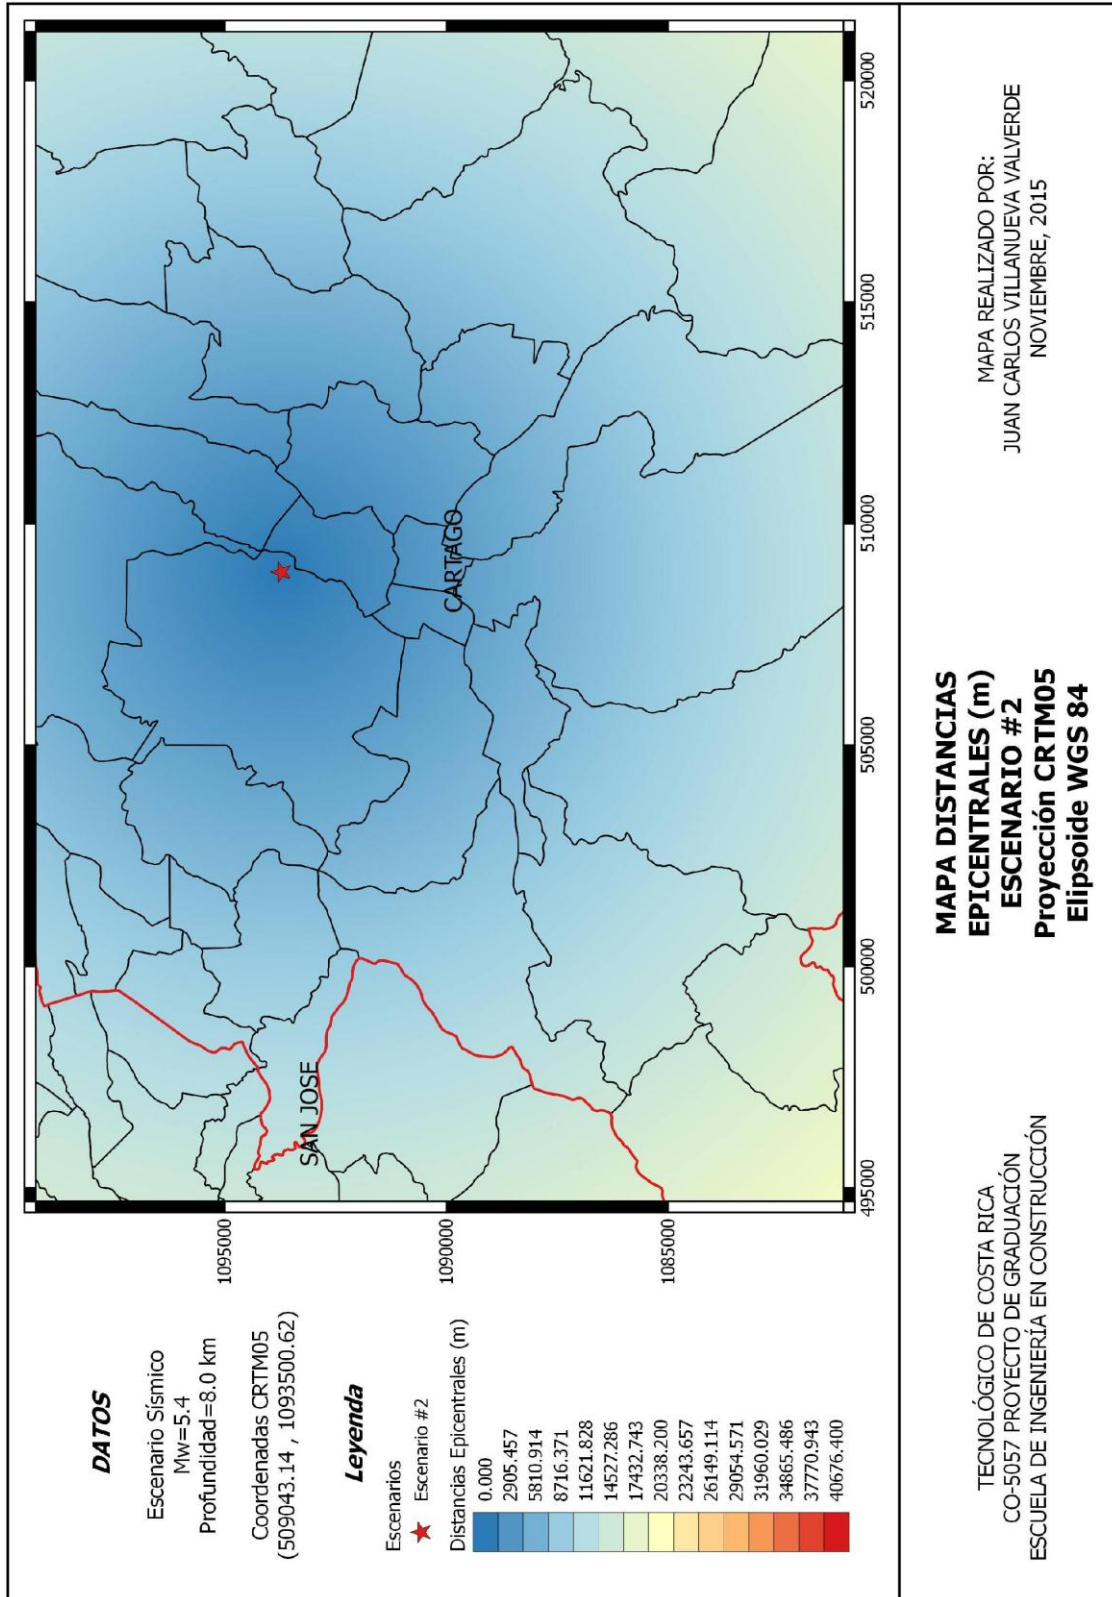 DATOS
Escenario Sísmico
Mw=5.4
Profundidad=8.0 km
Coordenadas CRTM05
(509043.14 , 1093500.62)
Leyenda
Escenarios
Escenario #2
Distancias Epicentrales (m)
0.000
2905.457
5810.914
8716.371
11621.828
14527.286
17432.743
20338.200
23243.657
26149.114
29054.571
31960.029
34865.486
37770.943
40676.400
1095000
1090000
1085000
SAN JOSE
CARTAGO
495000
500000
505000
510000
515000
520000
TECNOLÓGICO DE COSTA RICA
CO-5057 PROYECTO DE GRADUACIÓN
ESCUELA DE INGENIERÍA EN CONSTRUCCIÓN
MAPA DISTANCIAS
EPICENTRALES (m)
ESCENARIO #2
Proyección CRTM05
Elipsoide WGS 84
MAPA REALIZADO POR:
JUAN CARLOS VILLANUEVA VALVERDE
NOVIEMBRE, 2015